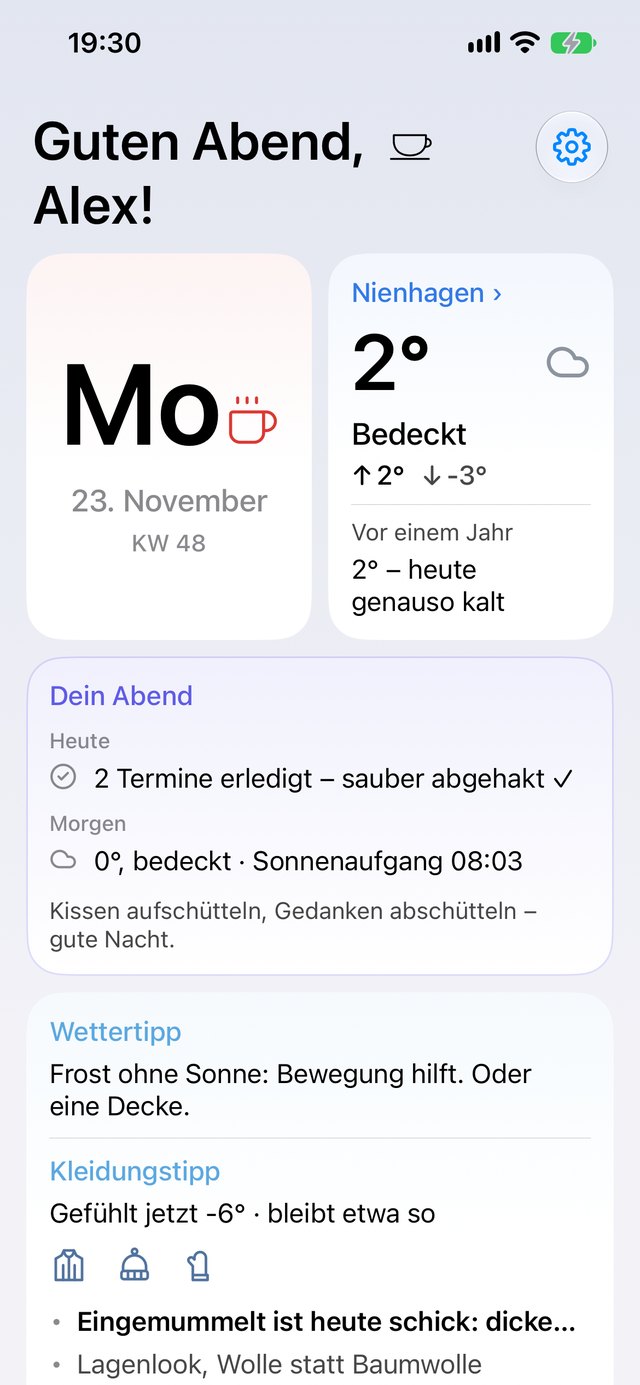 19:30
Guten Abend,
Alex!
Mo
23. November
KW 48
Nienhagen ›
2°
Bedeckt
↑ 2° ↓ -3°
Vor einem Jahr
2° – heute
genauso kalt
Dein Abend
Heute
2 Termine erledigt – sauber abgehakt ✓
Morgen
0°, bedeckt · Sonnenaufgang 08:03
Kissen aufschütteln, Gedanken abschütteln –
gute Nacht.
Wettertipp
Frost ohne Sonne: Bewegung hilft. Oder
eine Decke.
Kleidungstipp
Gefühlt jetzt -6° · bleibt etwa so
• Eingemummelt ist heute schick: dicke...
• Lagenlook, Wolle statt Baumwolle